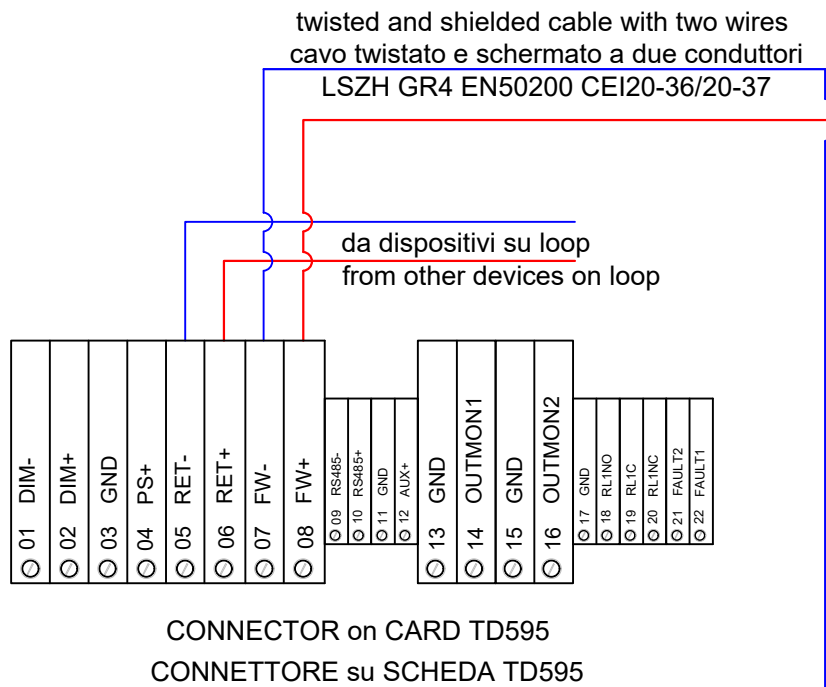 twisted and shielded cable with two wires
cavo twistato e schermato a due conduttori
LSZH GR4 EN50200 CEI20-36/20-37
da dispositivi su loop
from other devices on loop
01 DIM-
02 DIM+
03 GND
04 PS+
05 RET-
06 RET+
07 FW-
08 FW+
09 RS485-
10 RS485+
11 GND
12 AUX+
13 GND
14 OUTMON1
15 GND
16 OUTMON2
17 GND
18 RL1NO
19 RL1C
20 RL1NC
21 FAULT2
22 FAULT1
CONNECTOR on CARD TD595
CONNETTORE su SCHEDA TD595